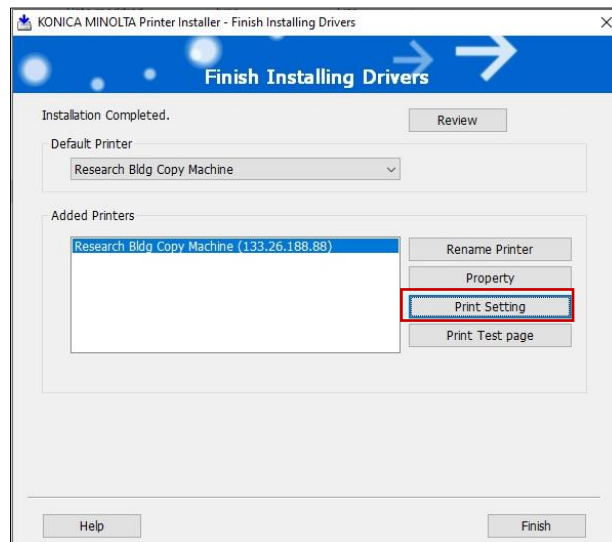 KONICA MINOLTA Printer Installer - Finish Installing Drivers
Finish Installing Drivers
Installation Completed.
Review
Default Printer
Research Bldg Copy Machine
Added Printers
Research Bldg Copy Machine (133.26.188.88)
Rename Printer
Property
Print Setting
Print Test page
Help
Finish